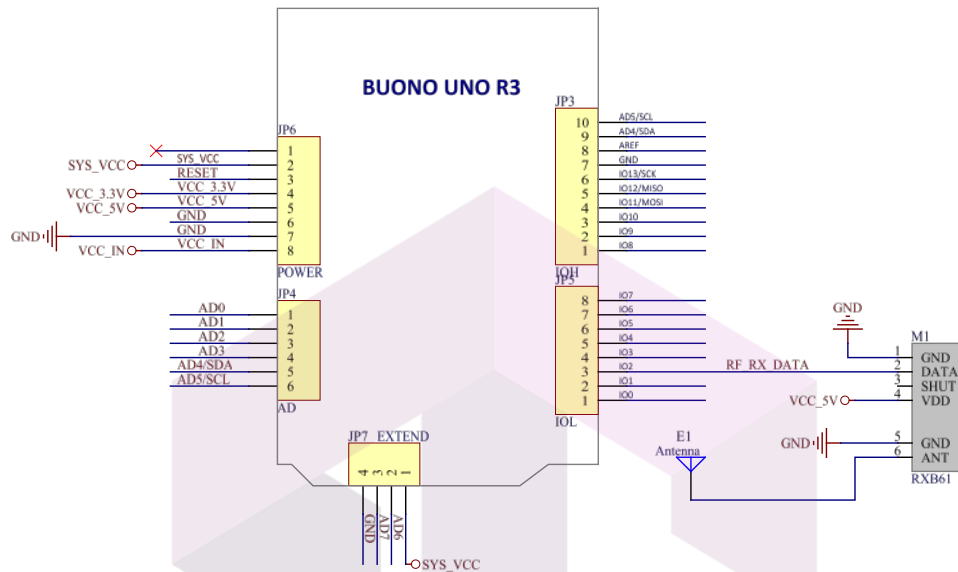 BUONO UNO R3
JP6
1
SYS_VCC SYS_VCC 2
RESET 3
VCC_3.3V VCC_3.3V 4
VCC_5V VCC_5V 5
GND 6
GND GND 7
VCC_IN VCC_IN 8
POWER
JP4
AD0 1
AD1 2
AD2 3
AD3 4
AD4/SDA 5
AD5/SCL 6
AD
JP7 EXTEND
4 3 2 1
GND AD7 AD6
SYS_VCC
JP3
10 AD5/SCL
9 AD4/SDA
8 AREF
7 GND
6 IO13/SCK
5 IO12/MISO
4 IO11/MOSI
3 IO10
2 IO9
1 IO8
IOH
JP5
8 IO7
7 IO6
6 IO5
5 IO4
4 IO3
3 IO2 RF_RX_DATA
2 IO1
1 IO0
IOL
GND
M1
1 GND
2 DATA
3 SHUT
VCC_5V 4 VDD
GND 5 GND
6 ANT
RXB61
E1
Antenna